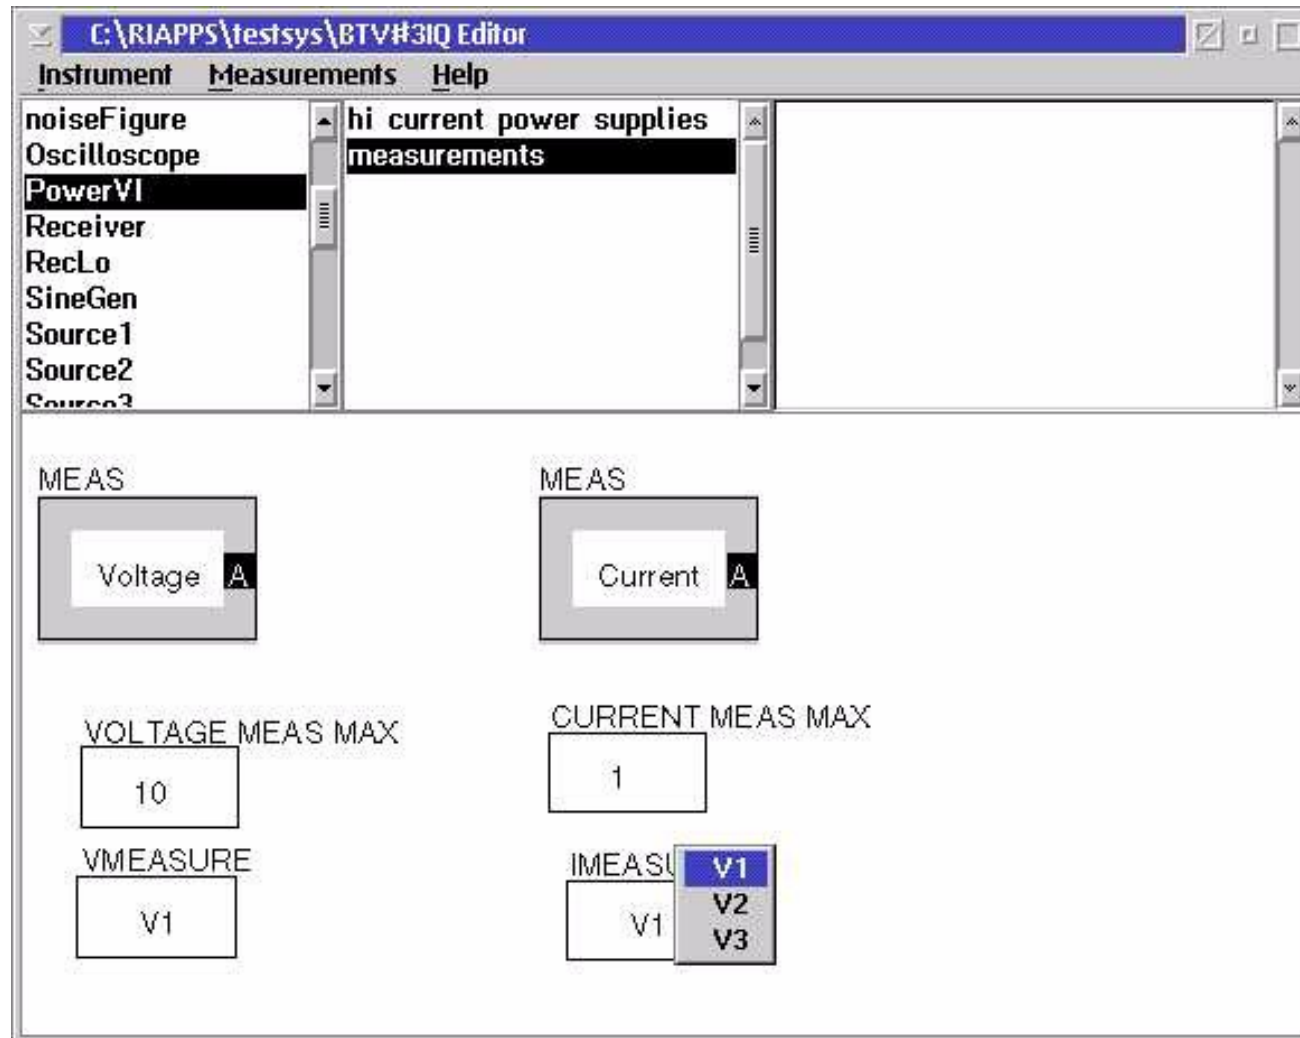 C:\RIAPPS\testsys\BTV#3IQ Editor
Instrument Measurements Help
noiseFigure
Oscilloscope
PowerVI
Receiver
RecLo
SineGen
Source1
Source2
Source3
hi current power supplies
measurements
MEAS
Voltage A
MEAS
Current A
VOLTAGE MEAS MAX
10
CURRENT MEAS MAX
1
VMEASURE
V1
IMEASU
V1
V1
V2
V3